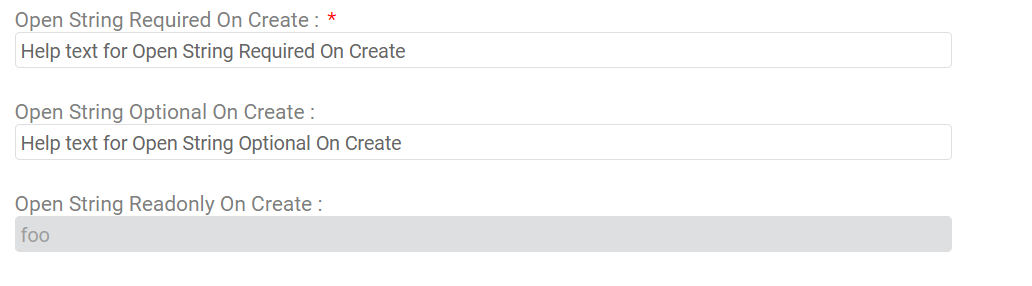 Open String Required On Create : *
Help text for Open String Required On Create
Open String Optional On Create :
Help text for Open String Optional On Create
Open String Readonly On Create :
foo